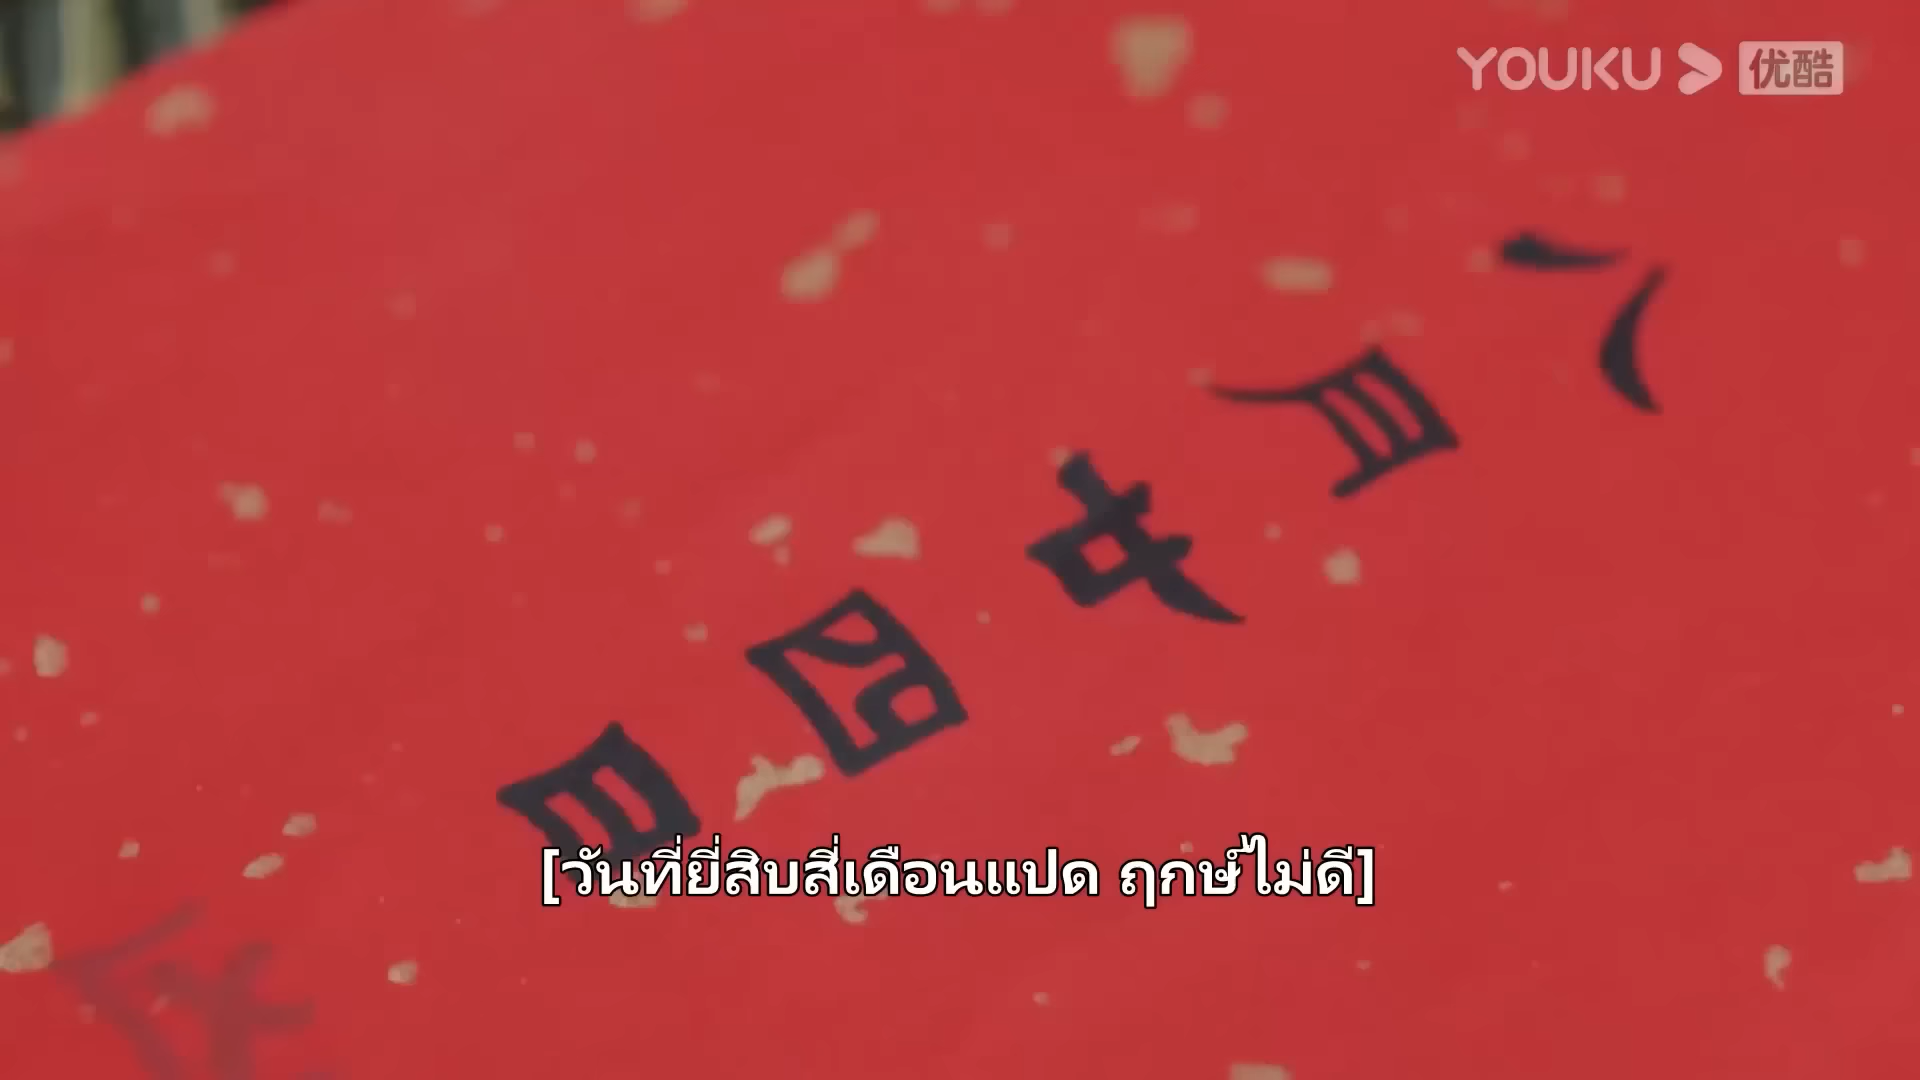 YOUKU 优酷
八月廿四日
[วันที่ยี่สิบสี่เดือนแปด ฤกษ์ไม่ดี]